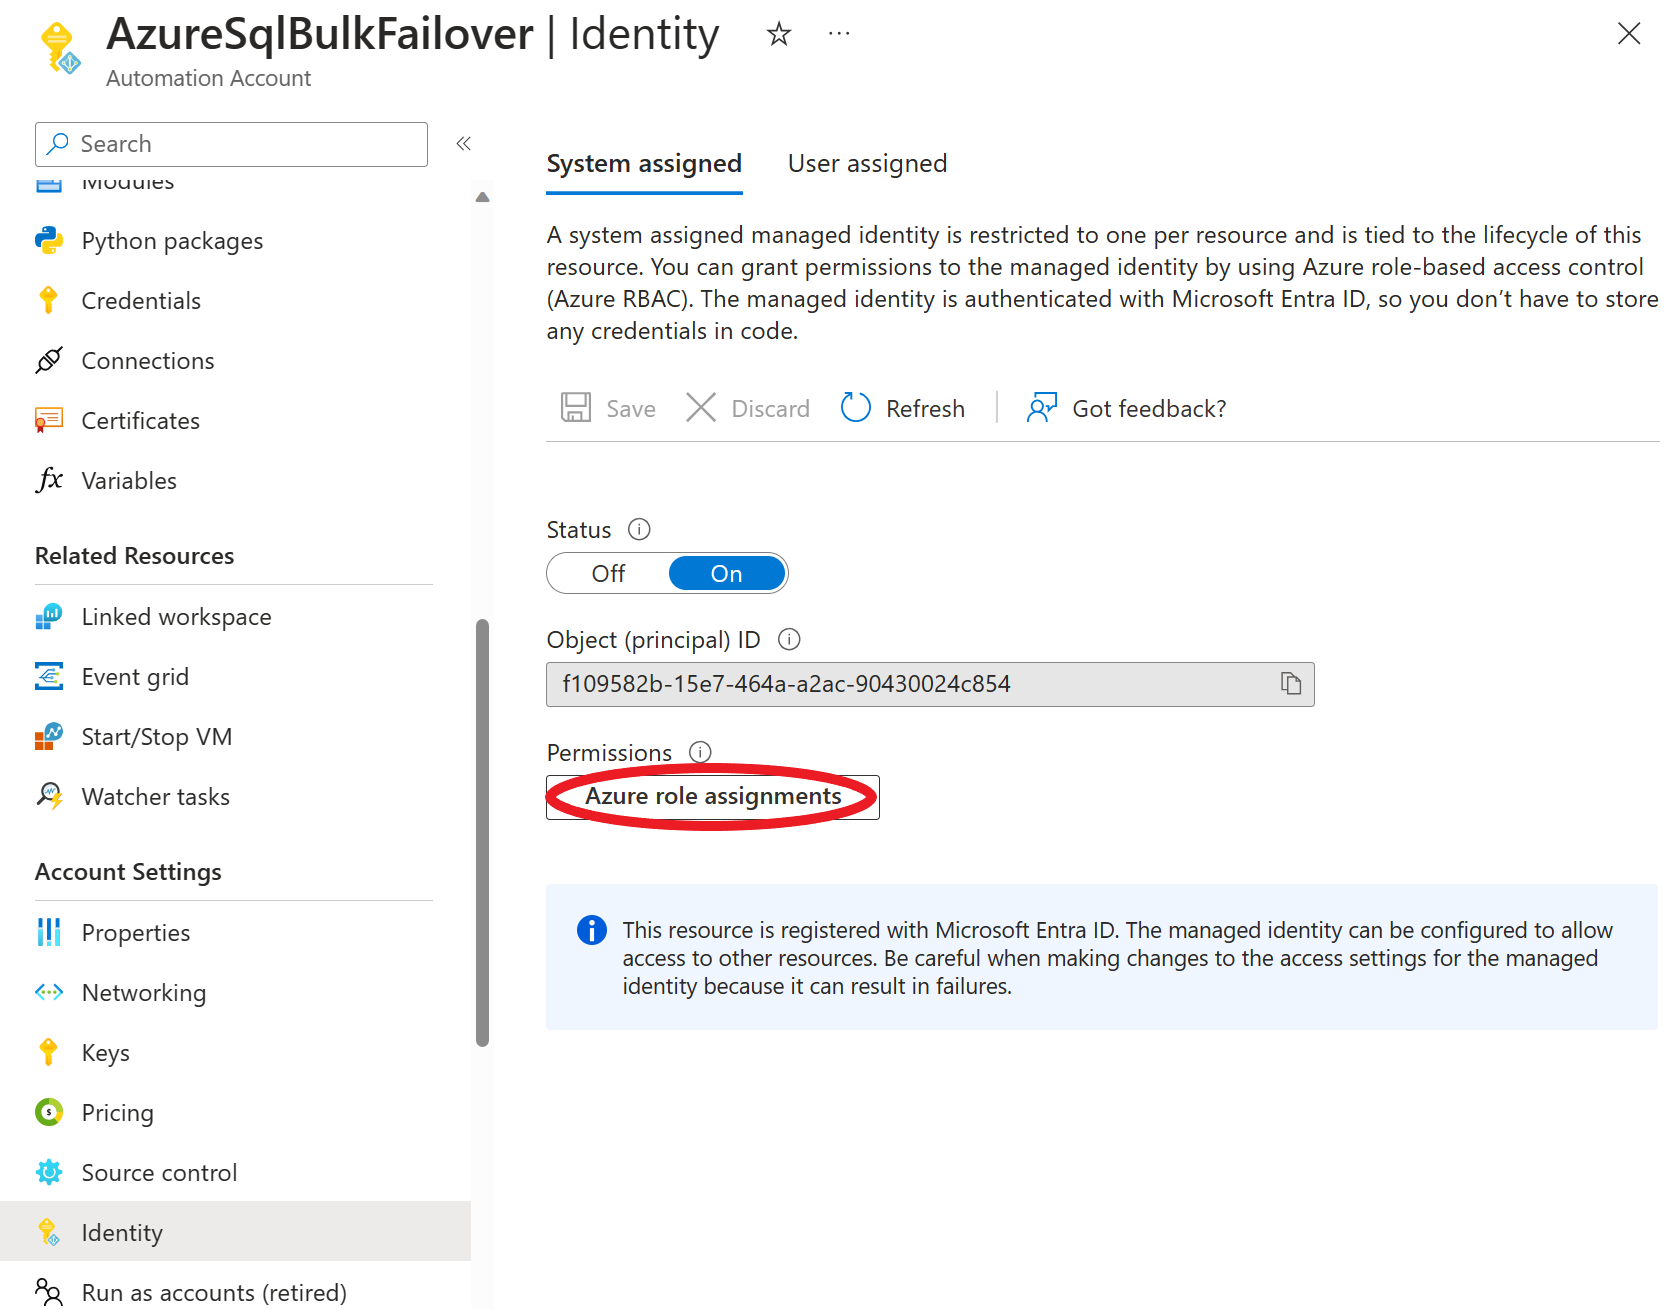 AzureSqlBulkFailover | Identity
Automation Account
Search
Modules
Python packages
Credentials
Connections
Certificates
Variables
Related Resources
Linked workspace
Event grid
Start/Stop VM
Watcher tasks
Account Settings
Properties
Networking
Keys
Pricing
Source control
Identity
Run as accounts (retired)
System assigned User assigned
A system assigned managed identity is restricted to one per resource and is tied to the lifecycle of this
resource. You can grant permissions to the managed identity by using Azure role-based access control
(Azure RBAC). The managed identity is authenticated with Microsoft Entra ID, so you don’t have to store
any credentials in code.
Save Discard Refresh Got feedback?
Status
Off On
Object (principal) ID
f109582b-15e7-464a-a2ac-90430024c854
Permissions
Azure role assignments
This resource is registered with Microsoft Entra ID. The managed identity can be configured to allow
access to other resources. Be careful when making changes to the access settings for the managed
identity because it can result in failures.